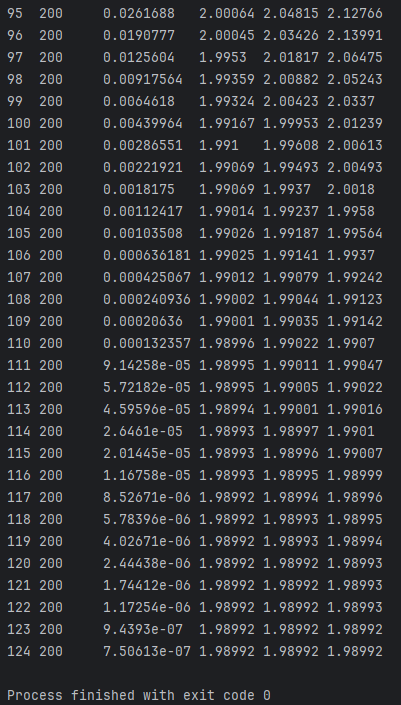 95 200 0.0261688 2.00064 2.04815 2.12766
96 200 0.0190777 2.00045 2.03426 2.13991
97 200 0.0125604 1.9953 2.01817 2.06475
98 200 0.00917564 1.99359 2.00882 2.05243
99 200 0.0064618 1.99324 2.00423 2.0337
100 200 0.00439964 1.99167 1.99953 2.01239
101 200 0.00286551 1.991 1.99608 2.00613
102 200 0.00221921 1.99069 1.99493 2.00493
103 200 0.0018175 1.99069 1.9937 2.0018
104 200 0.00112417 1.99014 1.99237 1.9958
105 200 0.00103508 1.99026 1.99187 1.99564
106 200 0.000636181 1.99025 1.99141 1.9937
107 200 0.000425067 1.99012 1.99079 1.99242
108 200 0.000240936 1.99002 1.99044 1.99123
109 200 0.00020636 1.99001 1.99035 1.99142
110 200 0.000132357 1.98996 1.99022 1.9907
111 200 9.14258e-05 1.98995 1.99011 1.99047
112 200 5.72182e-05 1.98995 1.99005 1.99022
113 200 4.59596e-05 1.98994 1.99001 1.99016
114 200 2.6461e-05 1.98993 1.98997 1.9901
115 200 2.01445e-05 1.98993 1.98996 1.99007
116 200 1.16758e-05 1.98993 1.98995 1.98999
117 200 8.52671e-06 1.98992 1.98994 1.98996
118 200 5.78396e-06 1.98992 1.98993 1.98995
119 200 4.02671e-06 1.98992 1.98993 1.98994
120 200 2.44438e-06 1.98992 1.98992 1.98993
121 200 1.74412e-06 1.98992 1.98992 1.98993
122 200 1.17254e-06 1.98992 1.98992 1.98993
123 200 9.4393e-07 1.98992 1.98992 1.98992
124 200 7.50613e-07 1.98992 1.98992 1.98992
Process finished with exit code 0